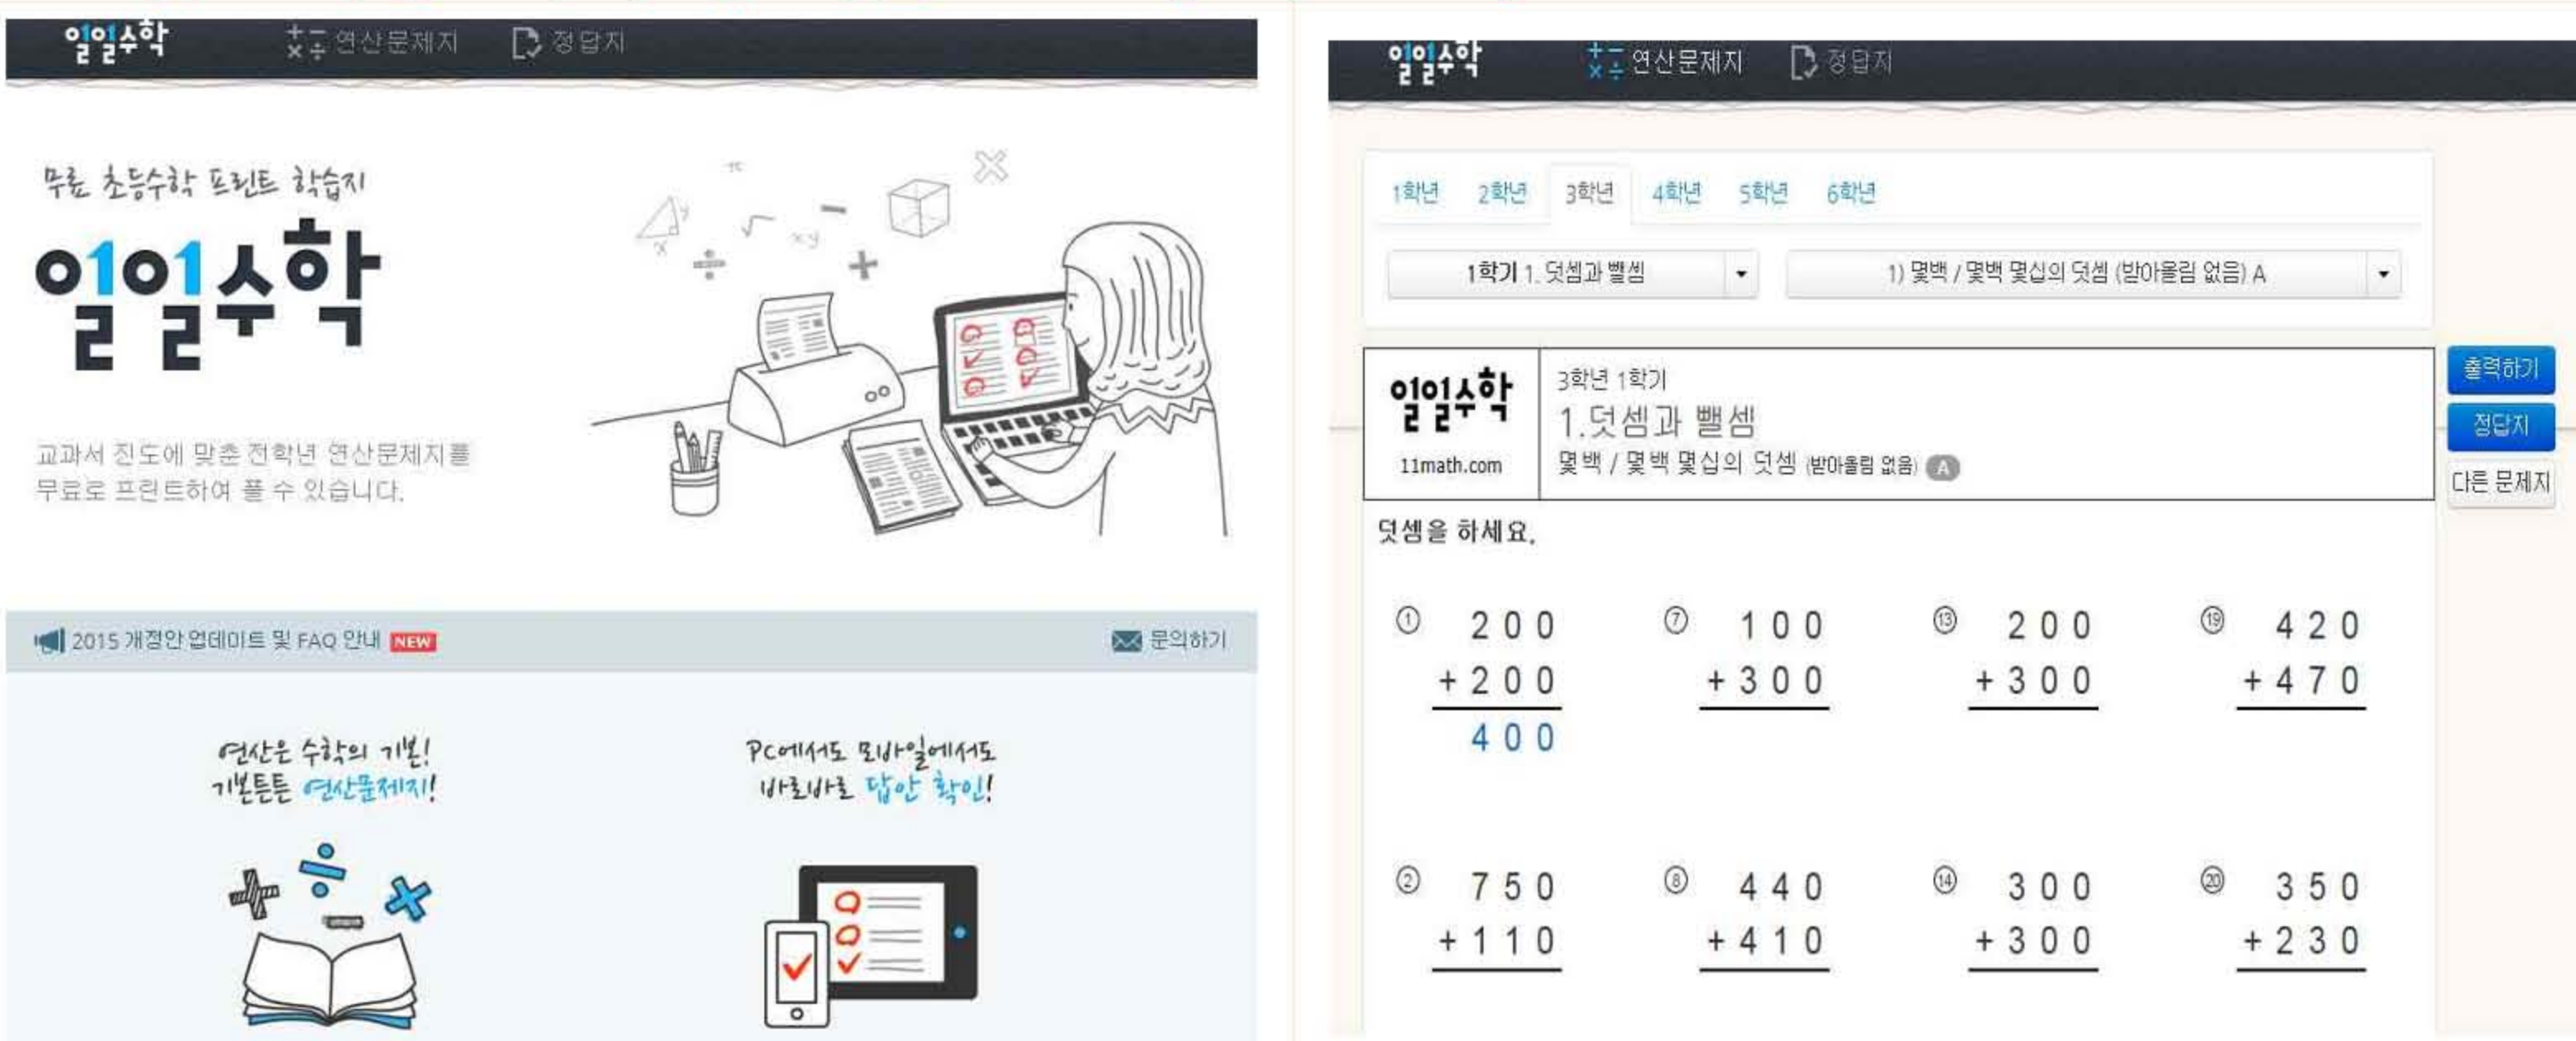 일일수학 연산문제지 정답지
무료 초등수학 프린트 학습지
일일수학
교과서 진도에 맞춘 전학년 연산문제지를
무료로 프린트하여 풀 수 있습니다.
π
y
x
xy
2015 개정안 업데이트 및 FAQ 안내 NEW
문의하기
연산은 수학의 기본!
기본튼튼 연산문제지!
PC에서도 모바일에서도
바로바로 답안 확인!
일일수학 연산문제지 정답지
1학년 2학년 3학년 4학년 5학년 6학년
1학기 1. 덧셈과 뺄셈
1) 몇백 / 몇백 몇십의 덧셈 (받아올림 없음) A
일일수학
11math.com
3학년 1학기
1.덧셈과 뺄셈
몇백 / 몇백 몇십의 덧셈 (받아올림 없음) A
출력하기
정답지
다른 문제지
덧셈을 하세요.
① 200 ⑦ 100 ⑬ 200 ⑲ 420
+200 +300 +300 +470
400
② 750 ⑧ 440 ⑭ 300 ⑳ 350
+110 +410 +300 +230